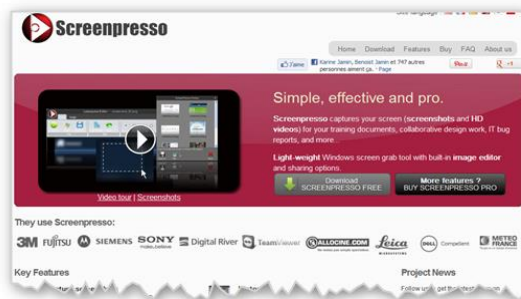 Screenpresso
Home Download Features Buy FAQ About us
J'aime Karine Janin, Benoist Janin et 747 autres
personnes aiment ça. · Page
Pin it +1
Simple, effective and pro.
Screenpresso captures your screen (screenshots and HD
videos) for your training documents, collaborative design work, IT bug
reports, and more...
Light-weight Windows screen grab tool with built-in image editor
and sharing options.
Download
SCREENPRESSO FREE
More features ?
BUY SCREENPRESSO PRO
Video tour | Screenshots
They use Screenpresso:
3M FUJITSU SIEMENS SONY Digital River TeamViewer ALLOCINE.COM Leica DELL Compellent METEO
FRANCE
Key Features Project News